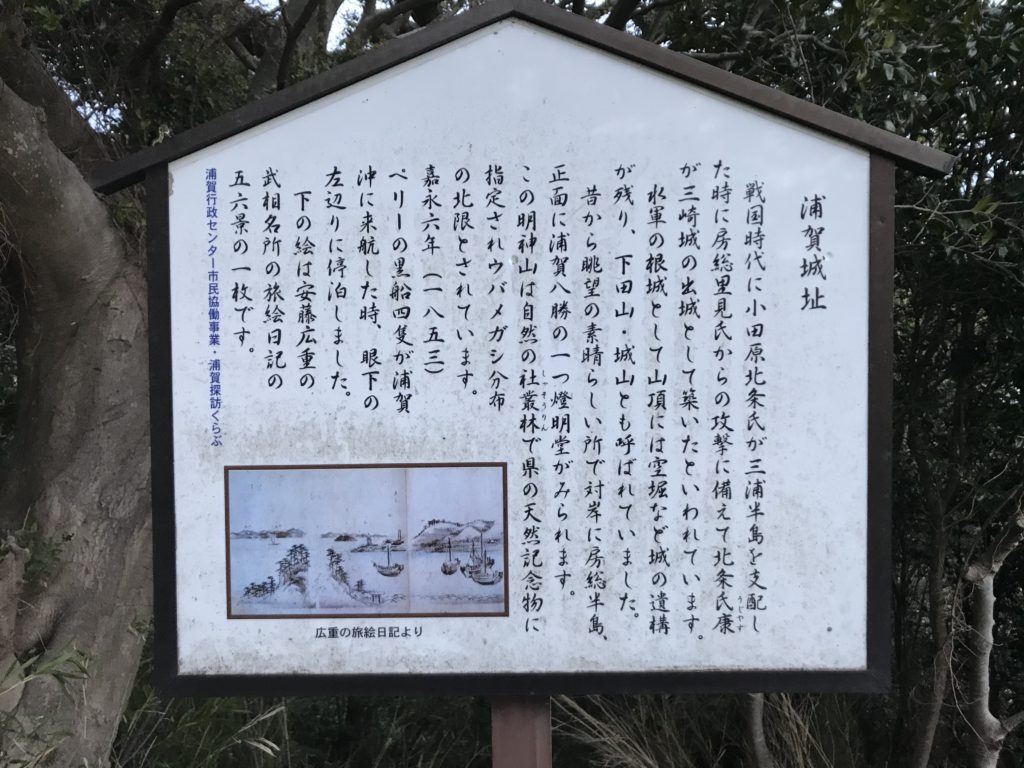 浦賀城址
戦国時代に小田原北条氏が三浦半島を支配し
た時に房総里見氏からの攻撃に備えて北条氏康
うじやす
が三崎城の出城として築いたといわれています。
水軍の根城として山頂には空堀など城の遺構
が残り、下田山・城山とも呼ばれていました。
昔から眺望の素晴らしい所で対岸に房総半島、
正面に浦賀八勝の一つ燈明堂がみられます。
しゃそうりん
この明神山は自然の社叢林で県の天然記念物に
指定されウバメガシ分布
の北限とされています。
嘉永六年(一八五三)
ペリーの黒船四隻が浦賀
沖に来航した時、眼下の
左辺りに停泊しました。
下の絵は安藤広重の
武相名所の旅絵日記の
五六景の一枚です。
浦賀行政センター市民協働事業・浦賀探訪くらぶ
広重の旅絵日記より